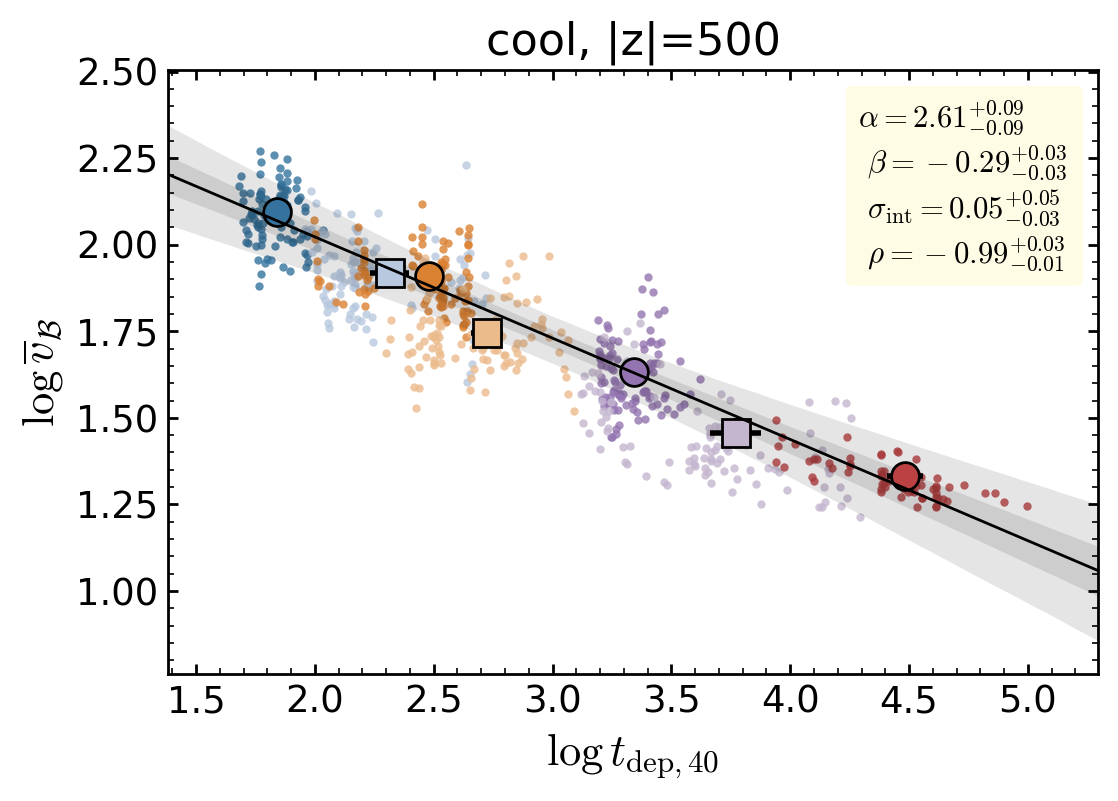 cool, |z|=500
α = 2.61 +0.09 −0.09
β = −0.29 +0.03 −0.03
σint = 0.05 +0.05 −0.03
ρ = −0.99 +0.03 −0.01
log v̅ℬ
2.50
2.25
2.00
1.75
1.50
1.25
1.00
1.5 2.0 2.5 3.0 3.5 4.0 4.5 5.0
log tdep, 40